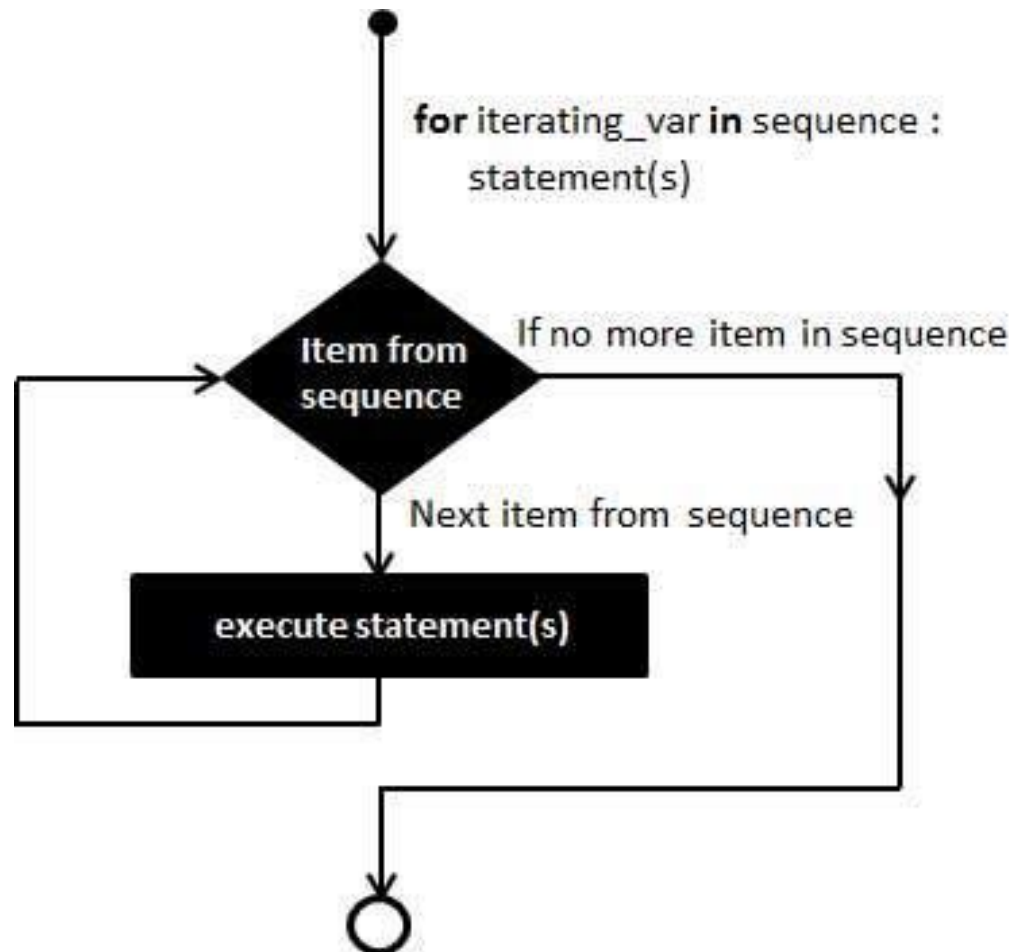 for iterating_var in sequence :
statement(s)
If no more item in sequence
Item from
sequence
Next item from sequence
execute statement(s)